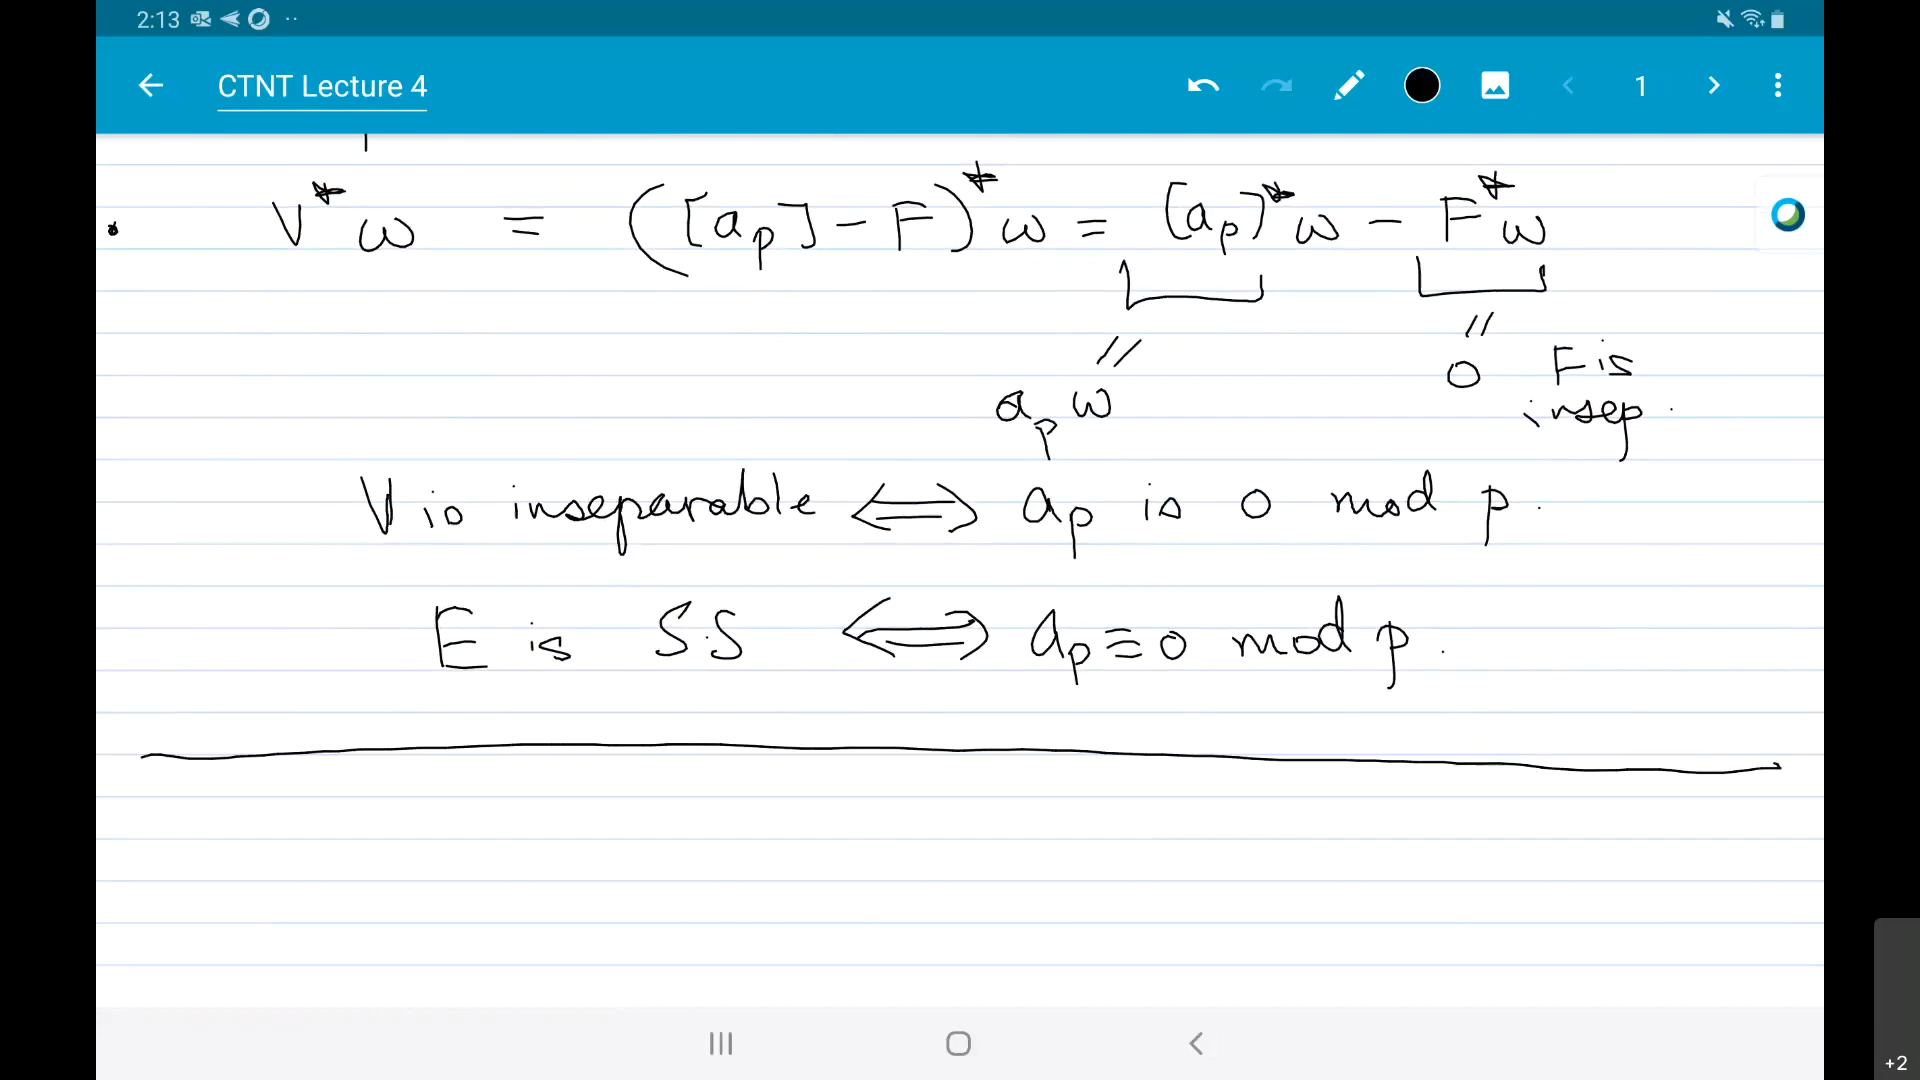 2:13
CTNT Lecture 4
1
V* ω = ([a_p] - F)* ω = [a_p]* ω - F* ω
a_p ω
0 F is
insep.
V is inseparable ⟺ a_p is 0 mod p.
E is S.S ⟺ a_p ≡ 0 mod p.
+2